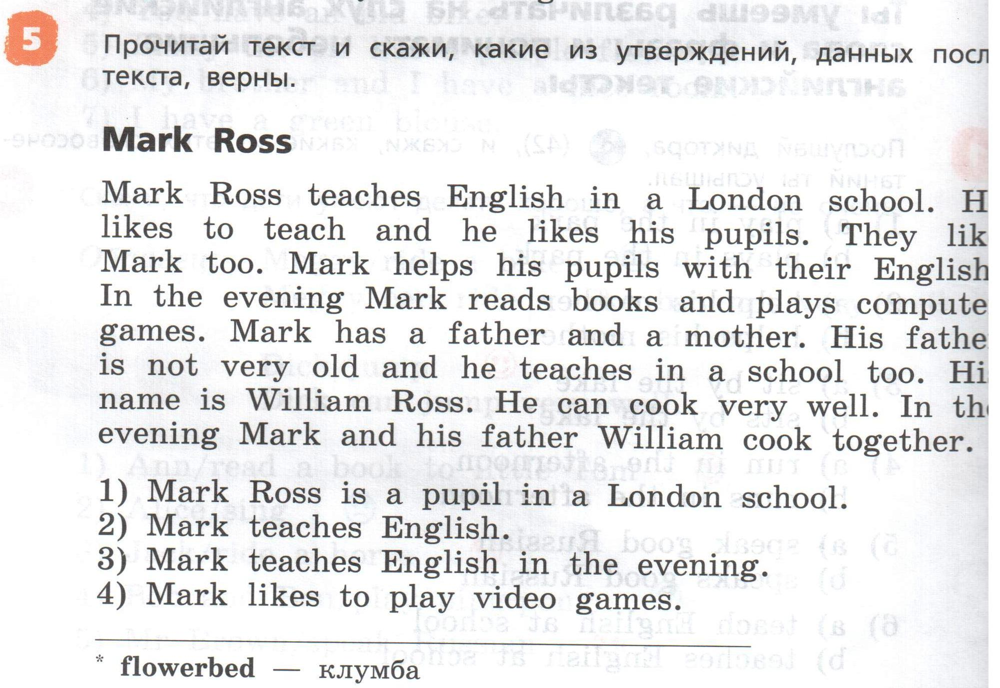 5
Прочитай текст и скажи, какие из утверждений, данных
текста, верны.
Mark Ross
Mark Ross teaches English in a London school. H
likes to teach and he likes his pupils. They lik
Mark too. Mark helps his pupils with their English
In the evening Mark reads books and plays compute
games. Mark has a father and a mother. His fathe
is not very old and he teaches in a school too. Hi
name is William Ross. He can cook very well. In the
evening Mark and his father William cook together.
1) Mark Ross is a pupil in a London school.
2) Mark teaches English.
3) Mark teaches English in the evening.
4) Mark likes to play video games.
* flowerbed — клумба